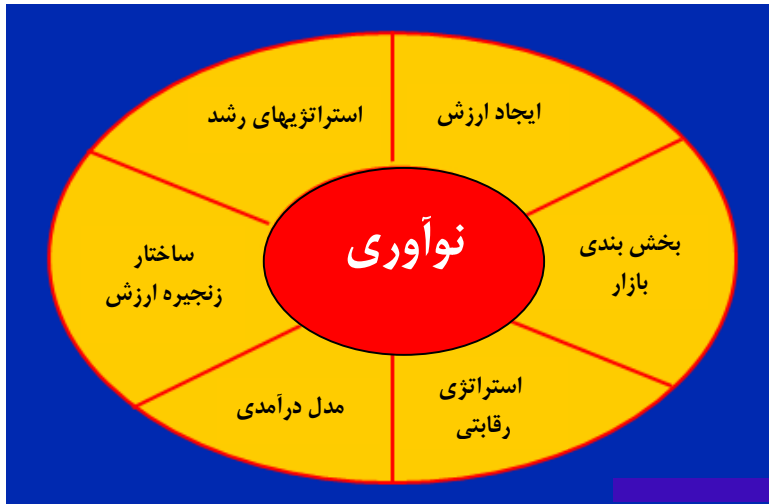 ایجاد ارزش
استراتژیهای رشد
نوآوری
بخش بندی
بازار
ساختار
زنجیره ارزش
استراتژی
رقابتی
مدل درآمدی